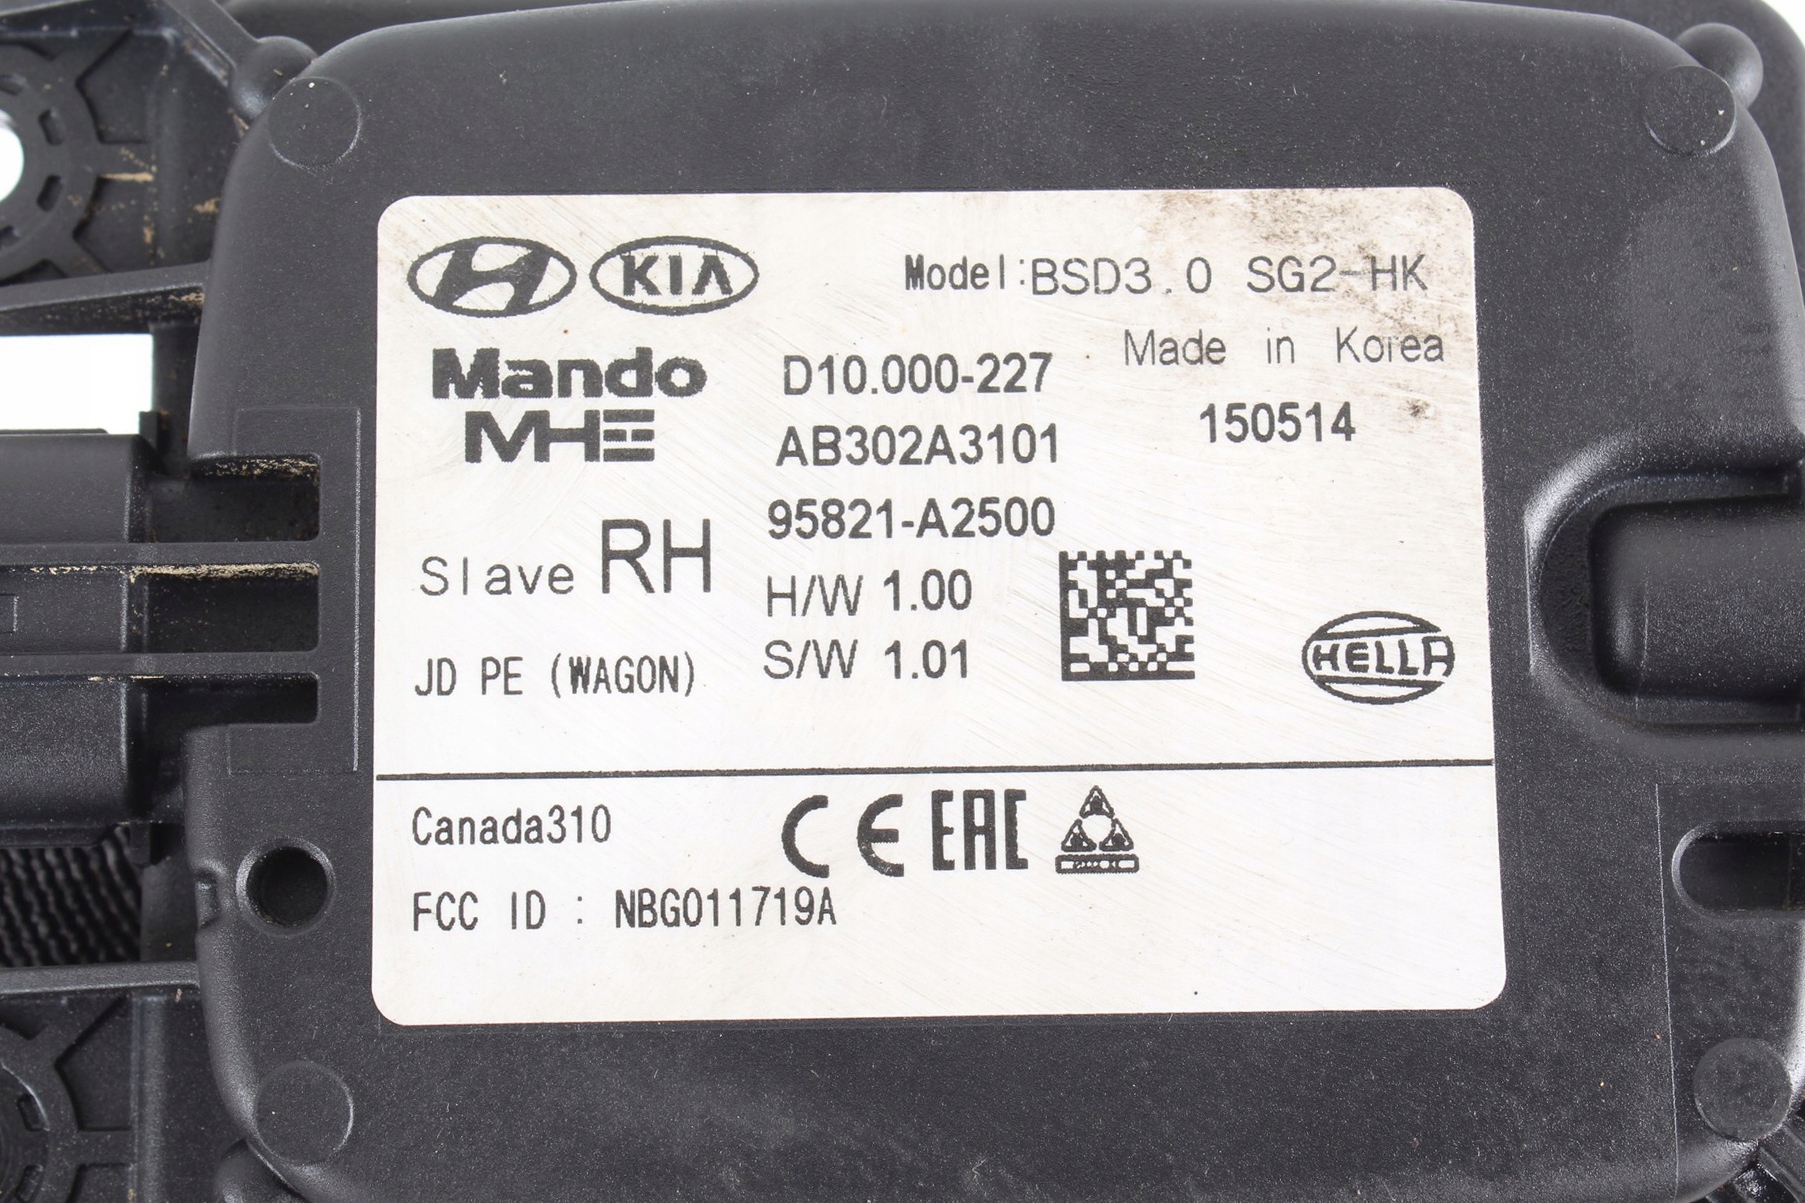 KIA
Model:BSD3.0 SG2-HK
Mando
D10.000-227
Made in Korea
MHE
AB302A3101
150514
Slave RH
95821-A2500
H/W 1.00
JD PE (WAGON)
S/W 1.01
HELLA
Canada310
CE EAC
FCC ID : NBG011719A